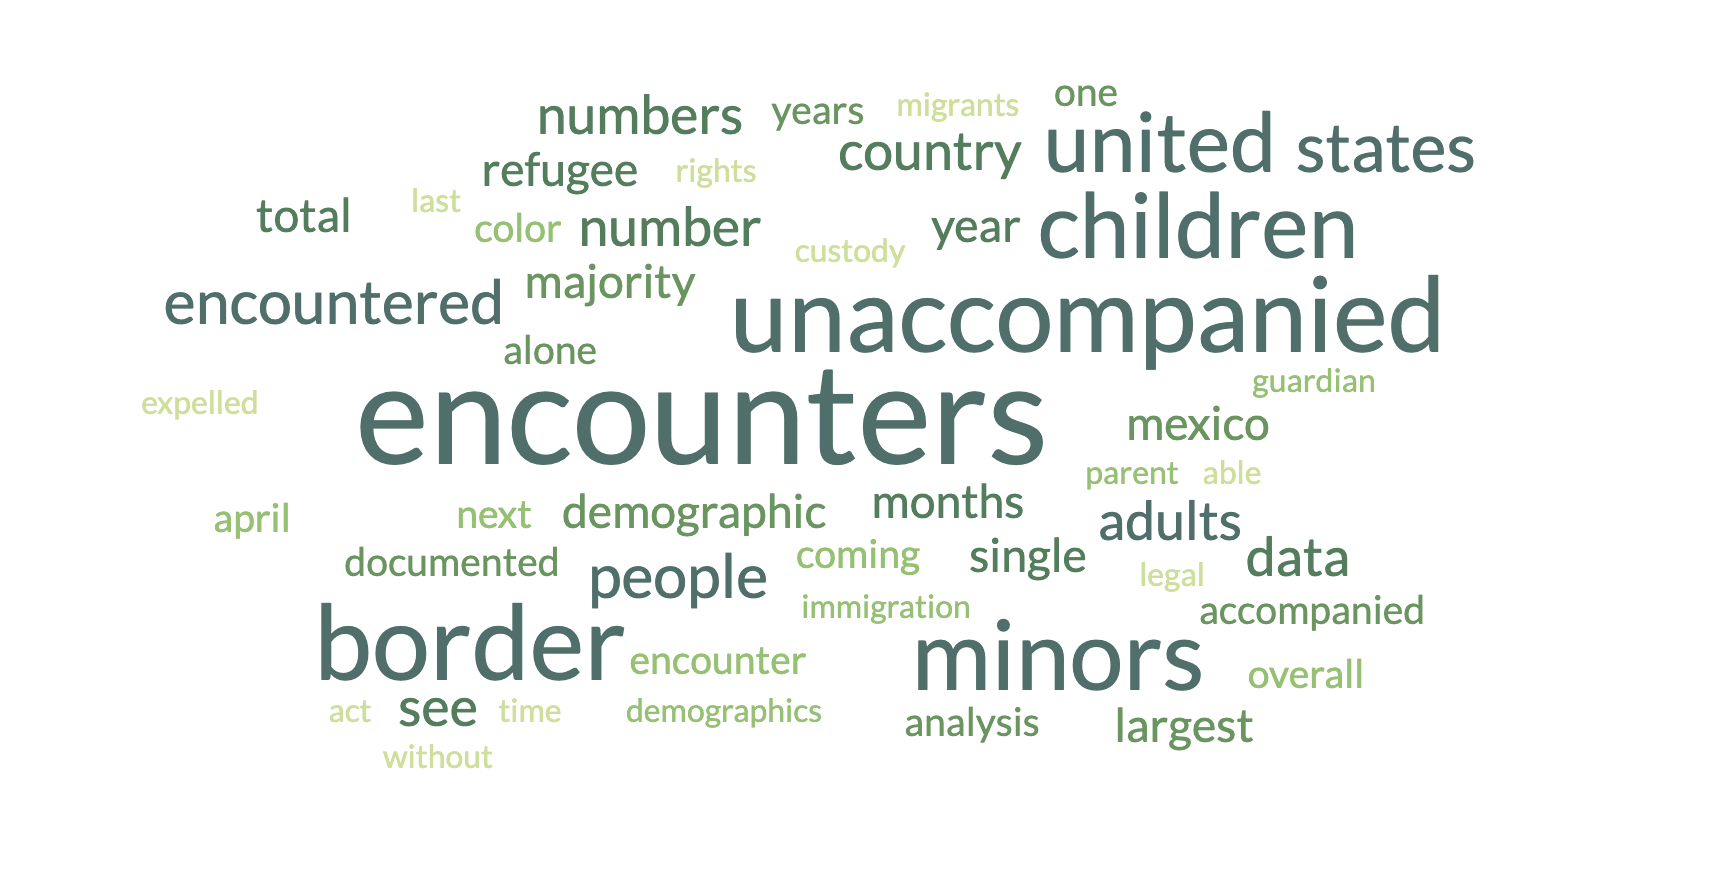 one
numbers years migrants
united states
country
refugee rights
last
total color number year children
custody
majority
encountered unaccompanied
alone
guardian
expelled encounters mexico
parent able
months
april next demographic adults
coming single data
documented people legal
immigration accompanied
border encounter minors overall
act see time demographics analysis largest
without